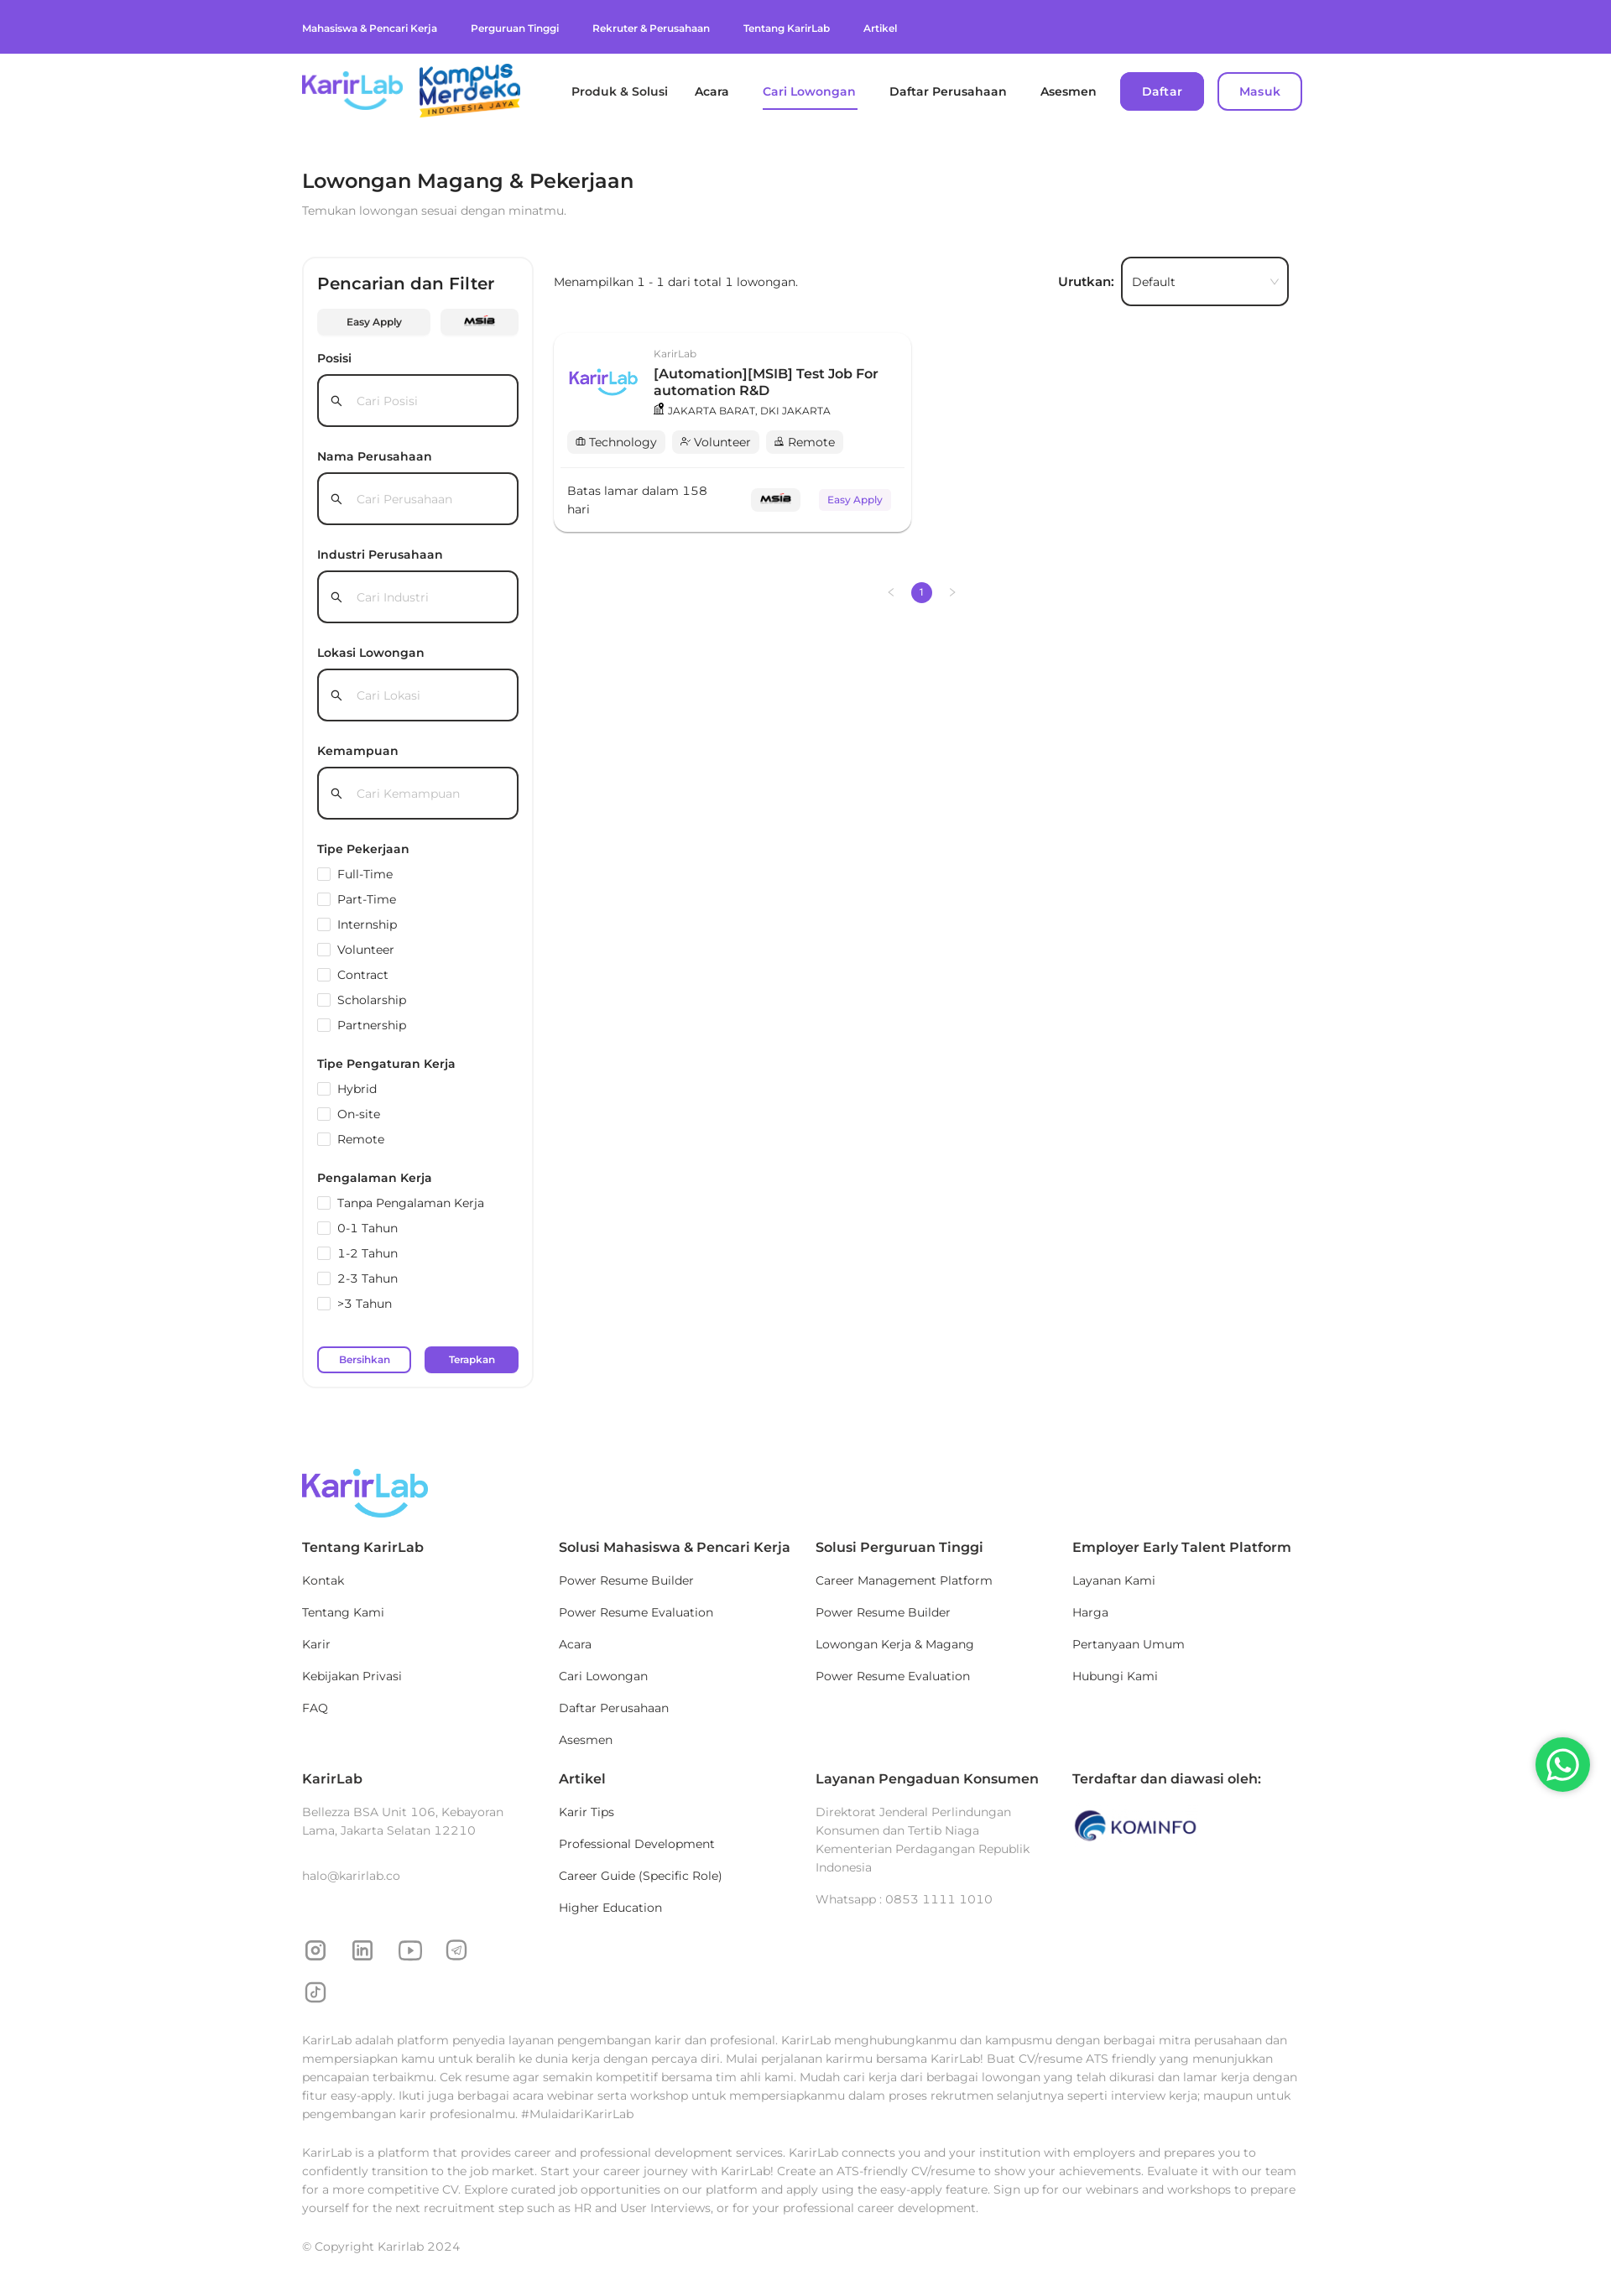 Mahasiswa & Pencari Kerja Perguruan Tinggi Rekruter & Perusahaan Tentang KarirLab Artikel
KarirLab
Kampus
Merdeka
INDONESIA JAYA
Produk & Solusi Acara Cari Lowongan Daftar Perusahaan Asesmen Daftar Masuk
Lowongan Magang & Pekerjaan
Temukan lowongan sesuai dengan minatmu.
Pencarian dan Filter
Easy Apply MSIB
Posisi
Cari Posisi
Nama Perusahaan
Cari Perusahaan
Industri Perusahaan
Cari Industri
Lokasi Lowongan
Cari Lokasi
Kemampuan
Cari Kemampuan
Tipe Pekerjaan
Full-Time
Part-Time
Internship
Volunteer
Contract
Scholarship
Partnership
Tipe Pengaturan Kerja
Hybrid
On-site
Remote
Pengalaman Kerja
Tanpa Pengalaman Kerja
0-1 Tahun
1-2 Tahun
2-3 Tahun
>3 Tahun
Bersihkan Terapkan
Menampilkan 1 - 1 dari total 1 lowongan.
Urutkan: Default
KarirLab
KarirLab
[Automation][MSIB] Test Job For
automation R&D
JAKARTA BARAT, DKI JAKARTA
Technology Volunteer Remote
Batas lamar dalam 158
hari
MSIB Easy Apply
1
KarirLab
Tentang KarirLab
Kontak
Tentang Kami
Karir
Kebijakan Privasi
FAQ
Solusi Mahasiswa & Pencari Kerja
Power Resume Builder
Power Resume Evaluation
Acara
Cari Lowongan
Daftar Perusahaan
Asesmen
Solusi Perguruan Tinggi
Career Management Platform
Power Resume Builder
Lowongan Kerja & Magang
Power Resume Evaluation
Employer Early Talent Platform
Layanan Kami
Harga
Pertanyaan Umum
Hubungi Kami
KarirLab
Bellezza BSA Unit 106, Kebayoran
Lama, Jakarta Selatan 12210
halo@karirlab.co
Artikel
Karir Tips
Professional Development
Career Guide (Specific Role)
Higher Education
Layanan Pengaduan Konsumen
Direktorat Jenderal Perlindungan
Konsumen dan Tertib Niaga
Kementerian Perdagangan Republik
Indonesia
Whatsapp : 0853 1111 1010
Terdaftar dan diawasi oleh:
KOMINFO
KarirLab adalah platform penyedia layanan pengembangan karir dan profesional. KarirLab menghubungkanmu dan kampusmu dengan berbagai mitra perusahaan dan
mempersiapkan kamu untuk beralih ke dunia kerja dengan percaya diri. Mulai perjalanan karirmu bersama KarirLab! Buat CV/resume ATS friendly yang menunjukkan
pencapaian terbaikmu. Cek resume agar semakin kompetitif bersama tim ahli kami. Mudah cari kerja dari berbagai lowongan yang telah dikurasi dan lamar kerja dengan
fitur easy-apply. Ikuti juga berbagai acara webinar serta workshop untuk mempersiapkanmu dalam proses rekrutmen selanjutnya seperti interview kerja; maupun untuk
pengembangan karir profesionalmu. #MulaidariKarirLab
KarirLab is a platform that provides career and professional development services. KarirLab connects you and your institution with employers and prepares you to
confidently transition to the job market. Start your career journey with KarirLab! Create an ATS-friendly CV/resume to show your achievements. Evaluate it with our team
for a more competitive CV. Explore curated job opportunities on our platform and apply using the easy-apply feature. Sign up for our webinars and workshops to prepare
yourself for the next recruitment step such as HR and User Interviews, or for your professional career development.
© Copyright Karirlab 2024